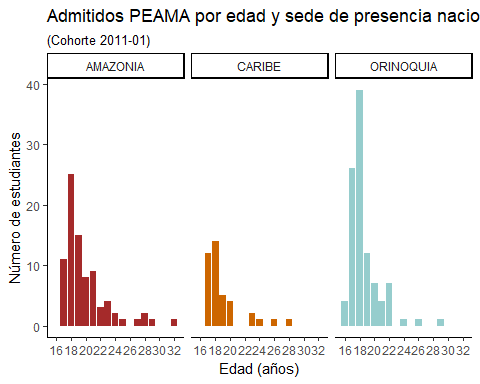 Admitidos PEAMA por edad y sede de presencia nacio
(Cohorte 2011-01)
AMAZONIA CARIBE ORINOQUIA
40
30
20
10
0
Número de estudiantes
16 18 20 22 24 26 28 30 32 16 18 20 22 24 26 28 30 32 16 18 20 22 24 26 28 30 32
Edad (años)